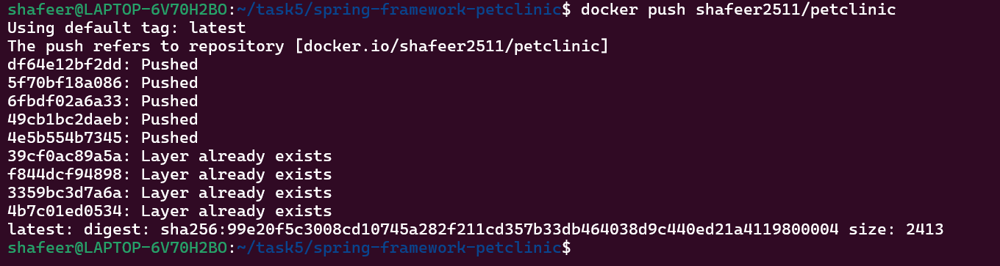 shafeer@LAPTOP-6V70H2BO:~/task5/spring-framework-petclinic$ docker push shafeer2511/petclinic
Using default tag: latest
The push refers to repository [docker.io/shafeer2511/petclinic]
df64e12bf2dd: Pushed
5f70bf18a086: Pushed
6fbdf02a6a33: Pushed
49cb1bc2daeb: Pushed
4e5b554b7345: Pushed
39cf0ac89a5a: Layer already exists
f844dcf94898: Layer already exists
3359bc3d7a6a: Layer already exists
4b7c01ed0534: Layer already exists
latest: digest: sha256:99e20f5c3008cd10745a282f211cd357b33db464038d9c440ed21a4119800004 size: 2413
shafeer@LAPTOP-6V70H2BO:~/task5/spring-framework-petclinic$